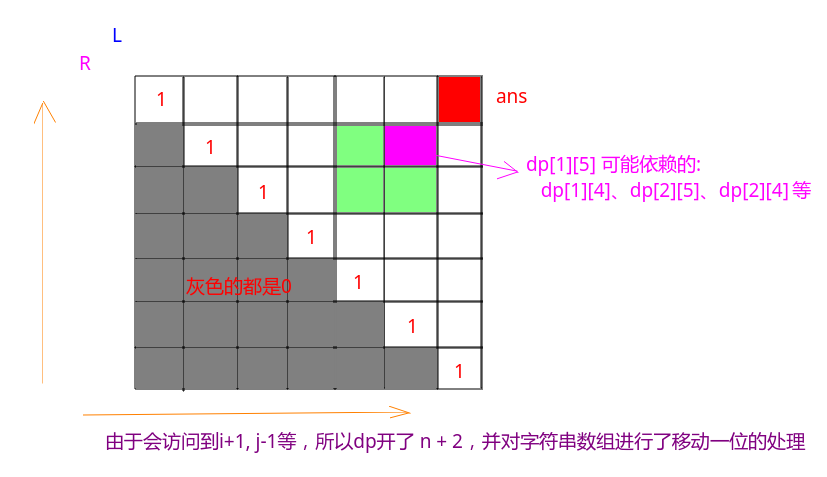 L
R
1
ans
1
dp[1][5] 可能依赖的:
1
dp[1][4]、dp[2][5]、dp[2][4] 等
1
灰色的都是0
1
1
1
由于会访问到i+1, j-1等，所以dp开了 n + 2，并对字符串数组进行了移动一位的处理